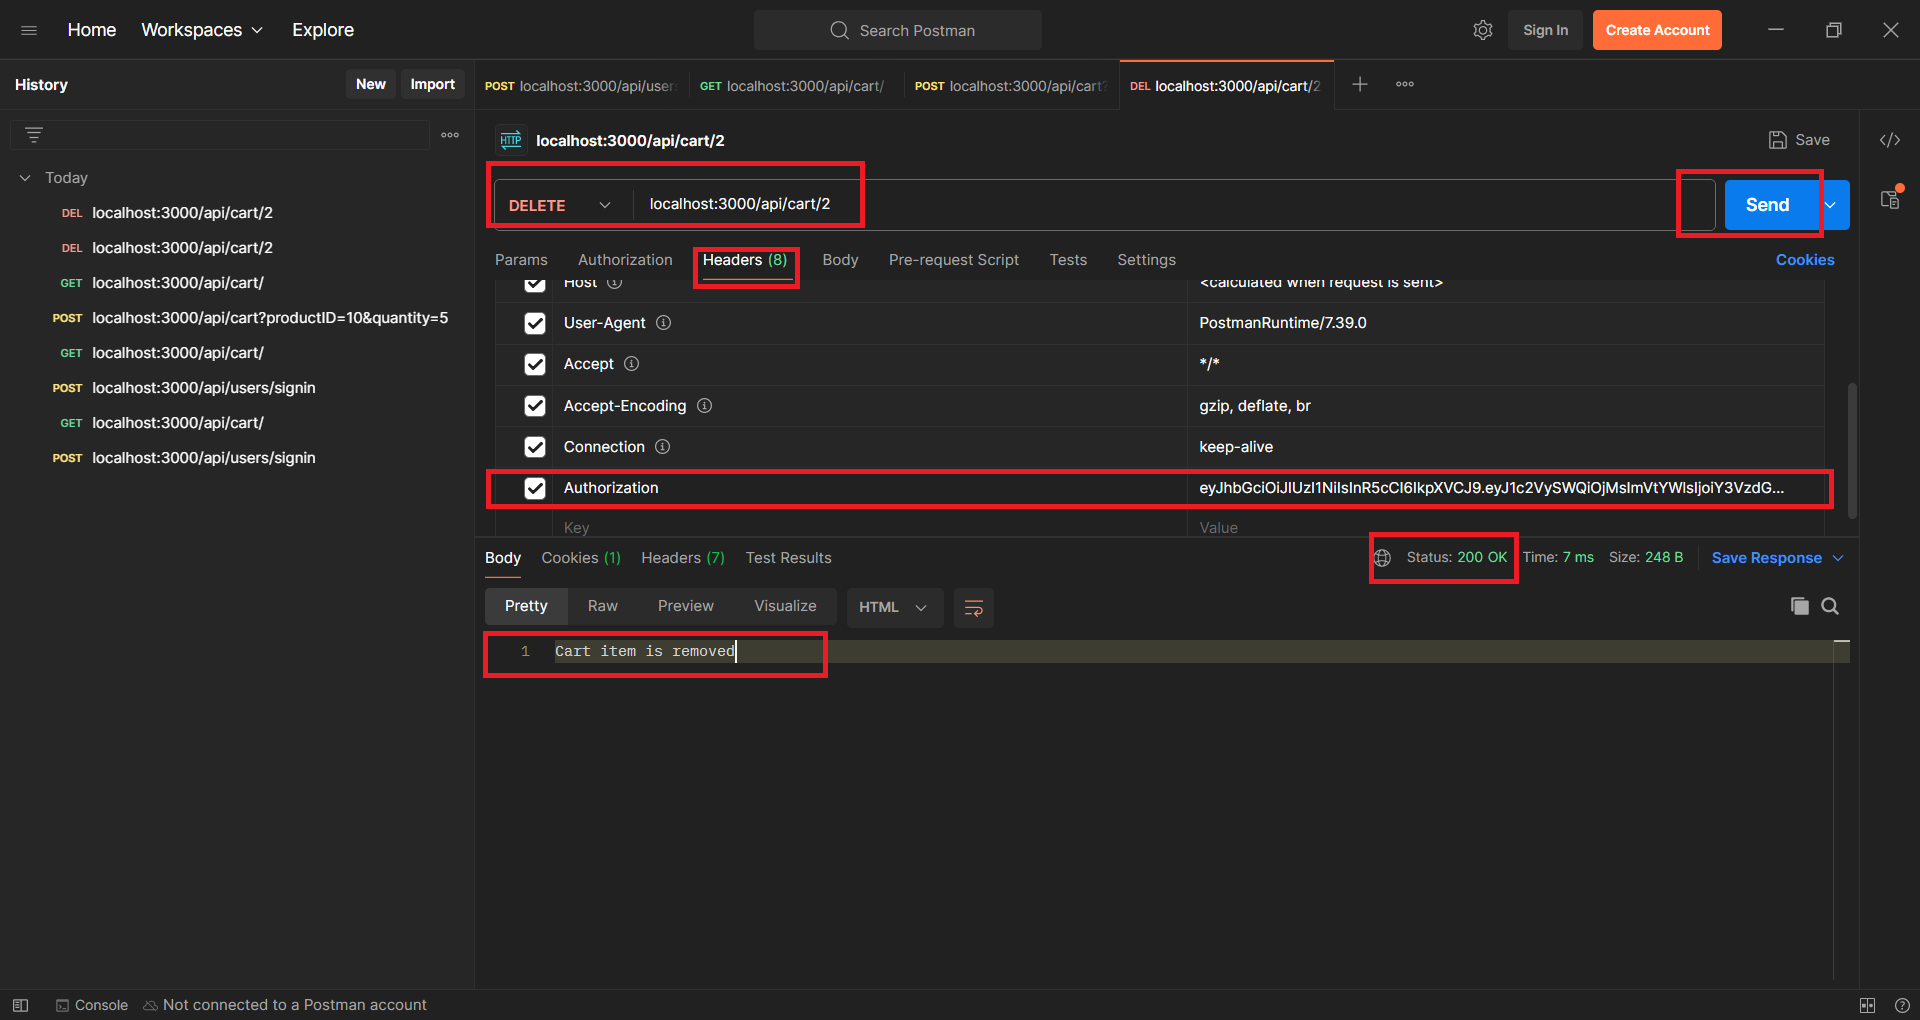 Home Workspaces Explore Search Postman Sign In Create Account
History New Import
POST localhost:3000/api/user GET localhost:3000/api/cart/ POST localhost:3000/api/cart? DEL localhost:3000/api/cart/2
HTTP localhost:3000/api/cart/2 Save
Today
DEL localhost:3000/api/cart/2
DEL localhost:3000/api/cart/2
GET localhost:3000/api/cart/
POST localhost:3000/api/cart?productID=10&quantity=5
GET localhost:3000/api/cart/
POST localhost:3000/api/users/signin
GET localhost:3000/api/cart/
POST localhost:3000/api/users/signin
DELETE localhost:3000/api/cart/2 Send
Params Authorization Headers (8) Body Pre-request Script Tests Settings Cookies
Host <calculated when request is sent>
User-Agent PostmanRuntime/7.39.0
Accept */*
Accept-Encoding gzip, deflate, br
Connection keep-alive
Authorization eyJhbGciOiJIUzI1NiIsInR5cCI6IkpXVCJ9.eyJ1c2VySWQiOjMsImVtYWlsIjoiY3VzdG...
Key Value
Body Cookies (1) Headers (7) Test Results Status: 200 OK Time: 7 ms Size: 248 B Save Response
Pretty Raw Preview Visualize HTML
1 Cart item is removed
Console Not connected to a Postman account